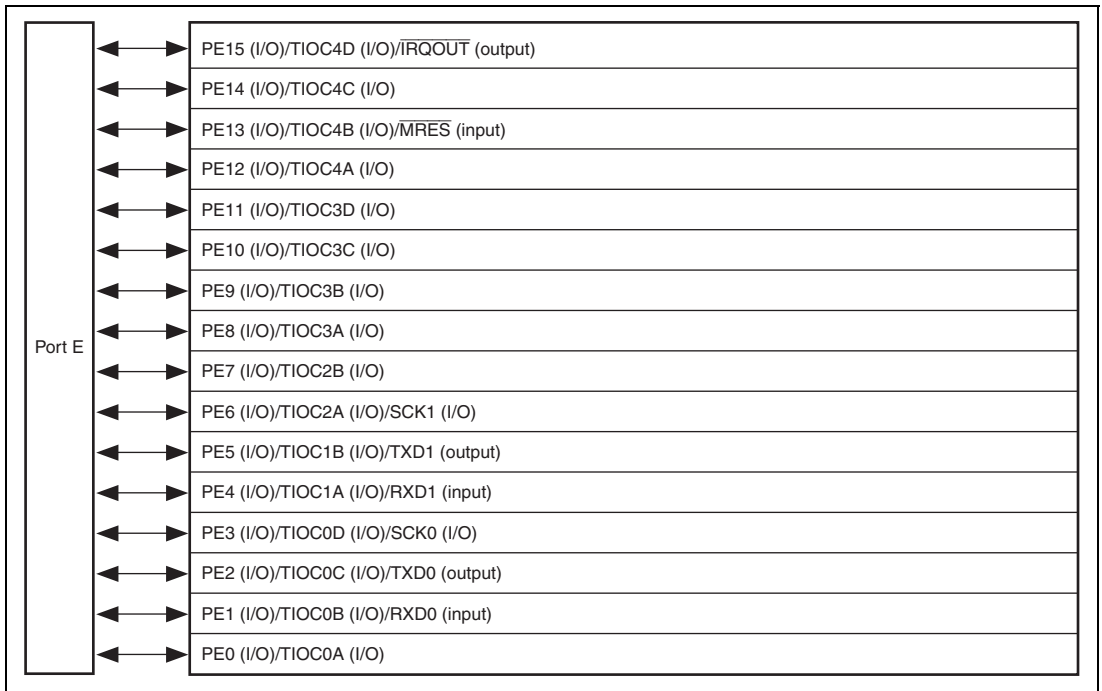 Port E
PE15 (I/O)/TIOC4D (I/O)/I̅R̅Q̅O̅U̅T̅ (output)
PE14 (I/O)/TIOC4C (I/O)
PE13 (I/O)/TIOC4B (I/O)/M̅R̅E̅S̅ (input)
PE12 (I/O)/TIOC4A (I/O)
PE11 (I/O)/TIOC3D (I/O)
PE10 (I/O)/TIOC3C (I/O)
PE9 (I/O)/TIOC3B (I/O)
PE8 (I/O)/TIOC3A (I/O)
PE7 (I/O)/TIOC2B (I/O)
PE6 (I/O)/TIOC2A (I/O)/SCK1 (I/O)
PE5 (I/O)/TIOC1B (I/O)/TXD1 (output)
PE4 (I/O)/TIOC1A (I/O)/RXD1 (input)
PE3 (I/O)/TIOC0D (I/O)/SCK0 (I/O)
PE2 (I/O)/TIOC0C (I/O)/TXD0 (output)
PE1 (I/O)/TIOC0B (I/O)/RXD0 (input)
PE0 (I/O)/TIOC0A (I/O)